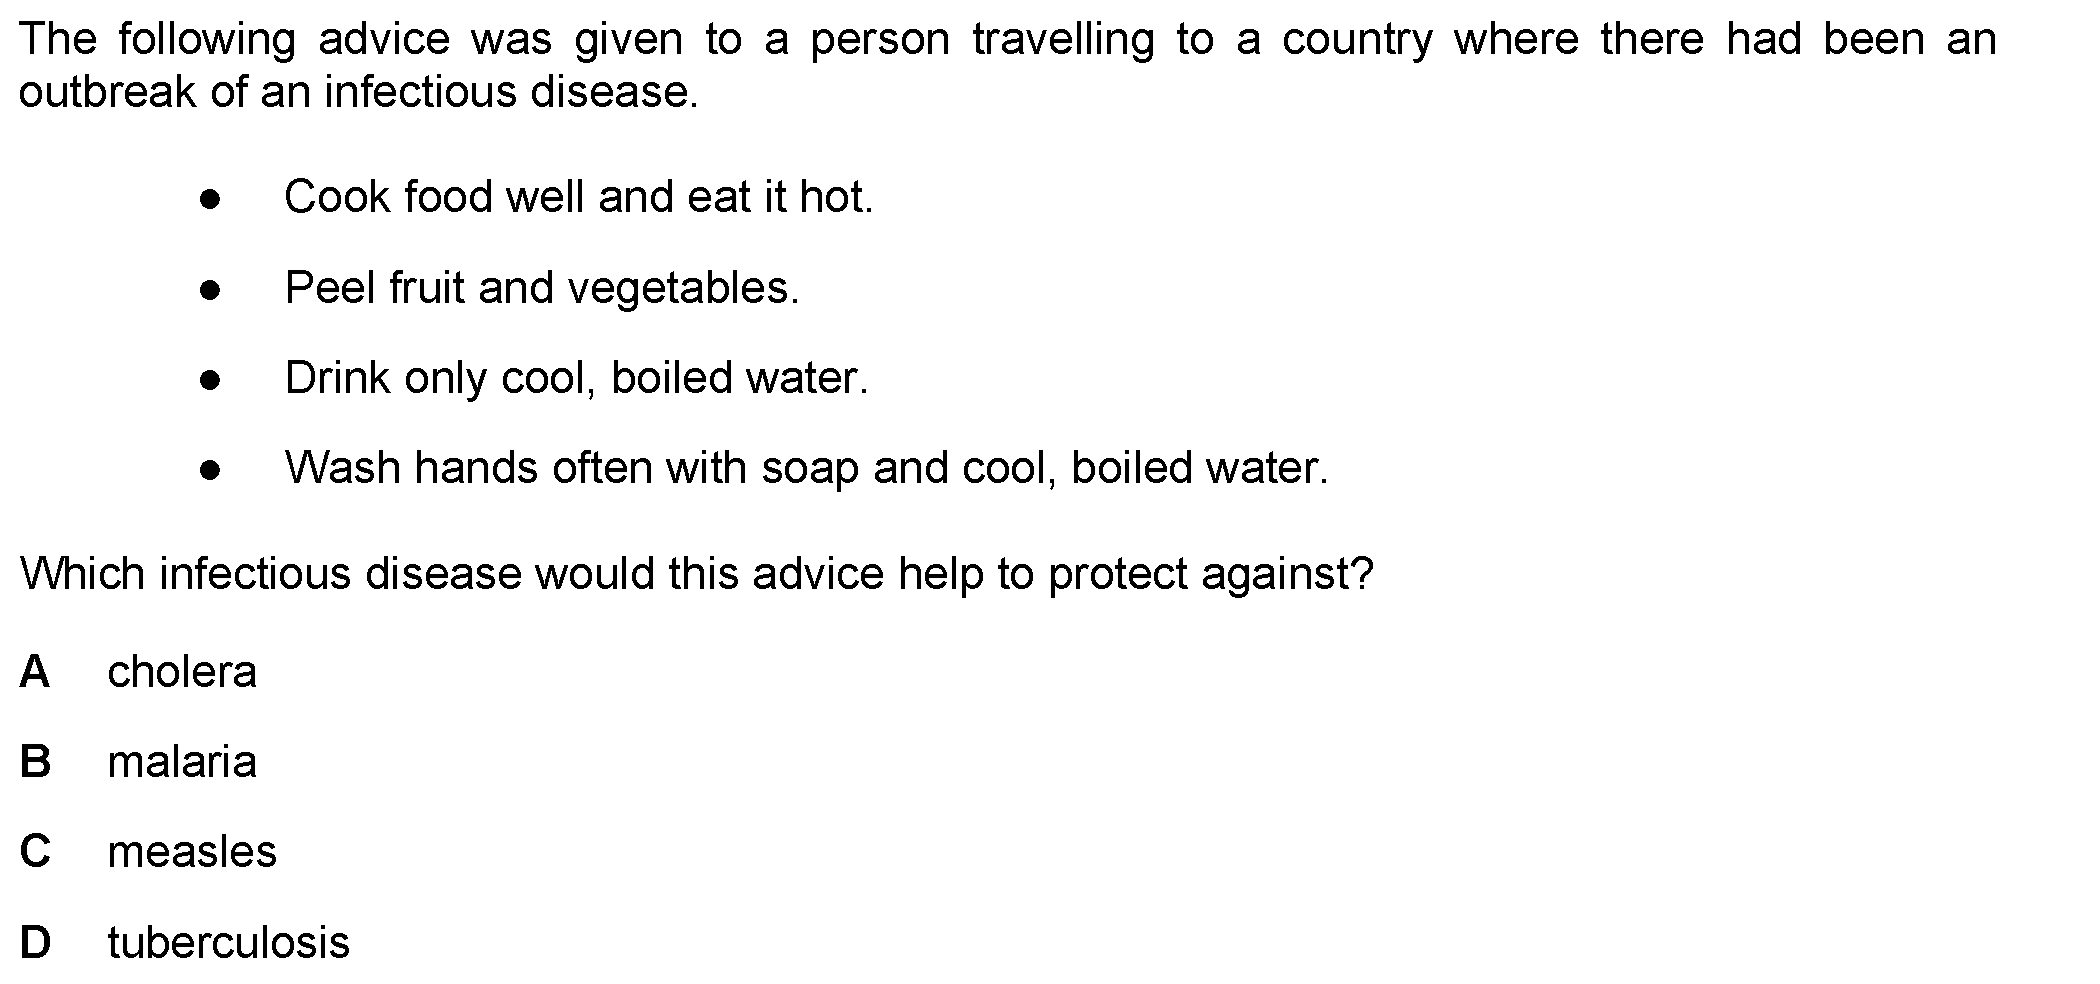 The following advice was given to a person travelling to a country where there had been an
outbreak of an infectious disease.
● Cook food well and eat it hot.
● Peel fruit and vegetables.
● Drink only cool, boiled water.
● Wash hands often with soap and cool, boiled water.
Which infectious disease would this advice help to protect against?
A cholera
B malaria
C measles
D tuberculosis